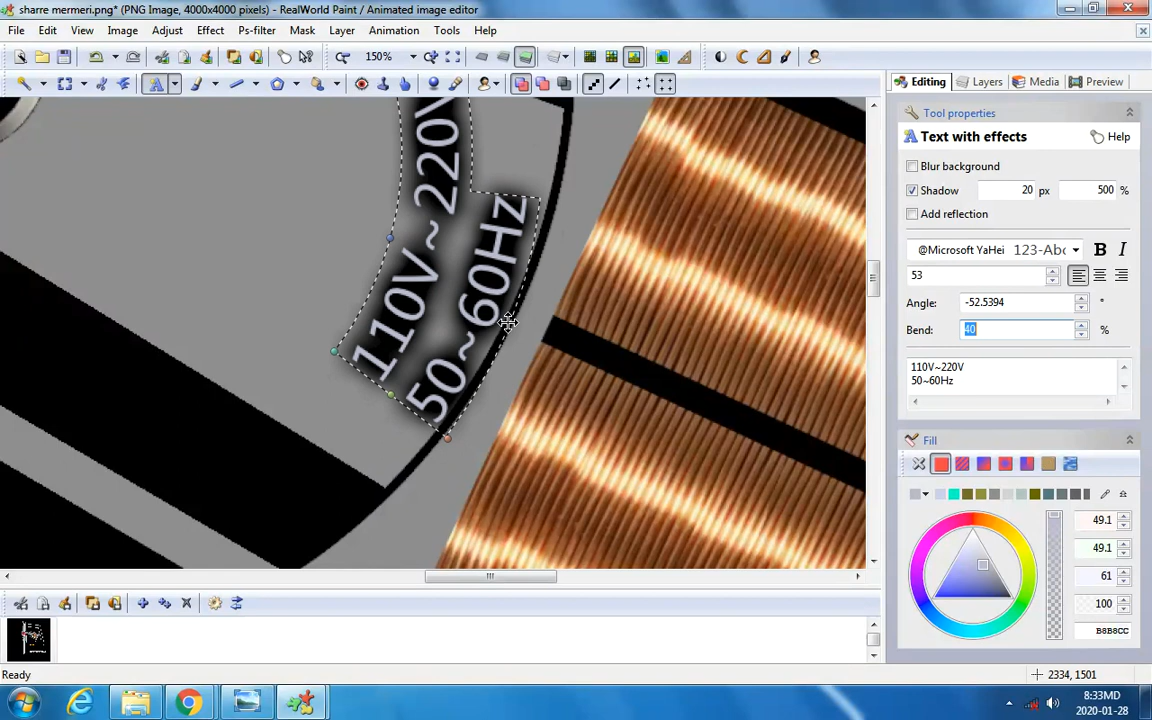 sharre mermeri.png* (PNG Image, 4000x4000 pixels) - RealWorld Paint / Animated image editor
File Edit View Image Adjust Effect Ps-filter Mask Layer Animation Tools Help
150%
Editing Layers Media Preview
Tool properties
Text with effects Help
Blur background
Shadow 20 px 500 %
Add reflection
@Microsoft YaHei 123-Abc B I
53
Angle: -52.5394 °
Bend: 40 %
110V~220V
50~60Hz
110V~220V
50~60Hz
Fill
49.1
49.1
61
100
B8B8CC
Ready
2334, 1501
8:33MD
2020-01-28